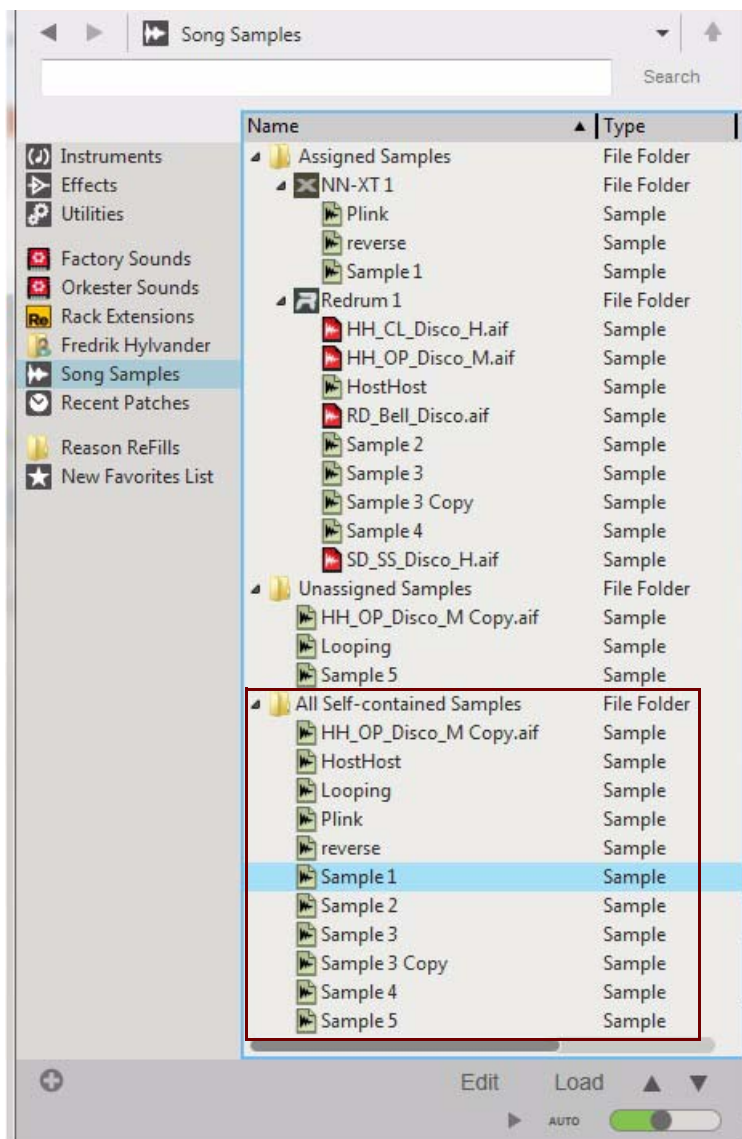 Song Samples
Search
Name Type
Instruments
Effects
Utilities
Factory Sounds
Orkester Sounds
Re Rack Extensions
Fredrik Hylvander
Song Samples
Recent Patches
Reason ReFills
New Favorites List
Assigned Samples File Folder
NN-XT 1 File Folder
Plink Sample
reverse Sample
Sample 1 Sample
Redrum 1 File Folder
HH_CL_Disco_H.aif Sample
HH_OP_Disco_M.aif Sample
HostHost Sample
RD_Bell_Disco.aif Sample
Sample 2 Sample
Sample 3 Sample
Sample 3 Copy Sample
Sample 4 Sample
SD_SS_Disco_H.aif Sample
Unassigned Samples File Folder
HH_OP_Disco_M Copy.aif Sample
Looping Sample
Sample 5 Sample
All Self-contained Samples File Folder
HH_OP_Disco_M Copy.aif Sample
HostHost Sample
Looping Sample
Plink Sample
reverse Sample
Sample 1 Sample
Sample 2 Sample
Sample 3 Sample
Sample 3 Copy Sample
Sample 4 Sample
Sample 5 Sample
Edit Load
AUTO